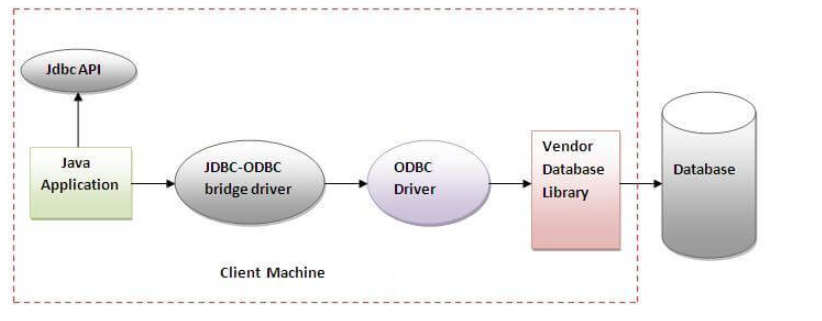 Jdbc API
Java
Application
JDBC-ODBC
bridge driver
ODBC
Driver
Vendor
Database
Library
Database
Client Machine